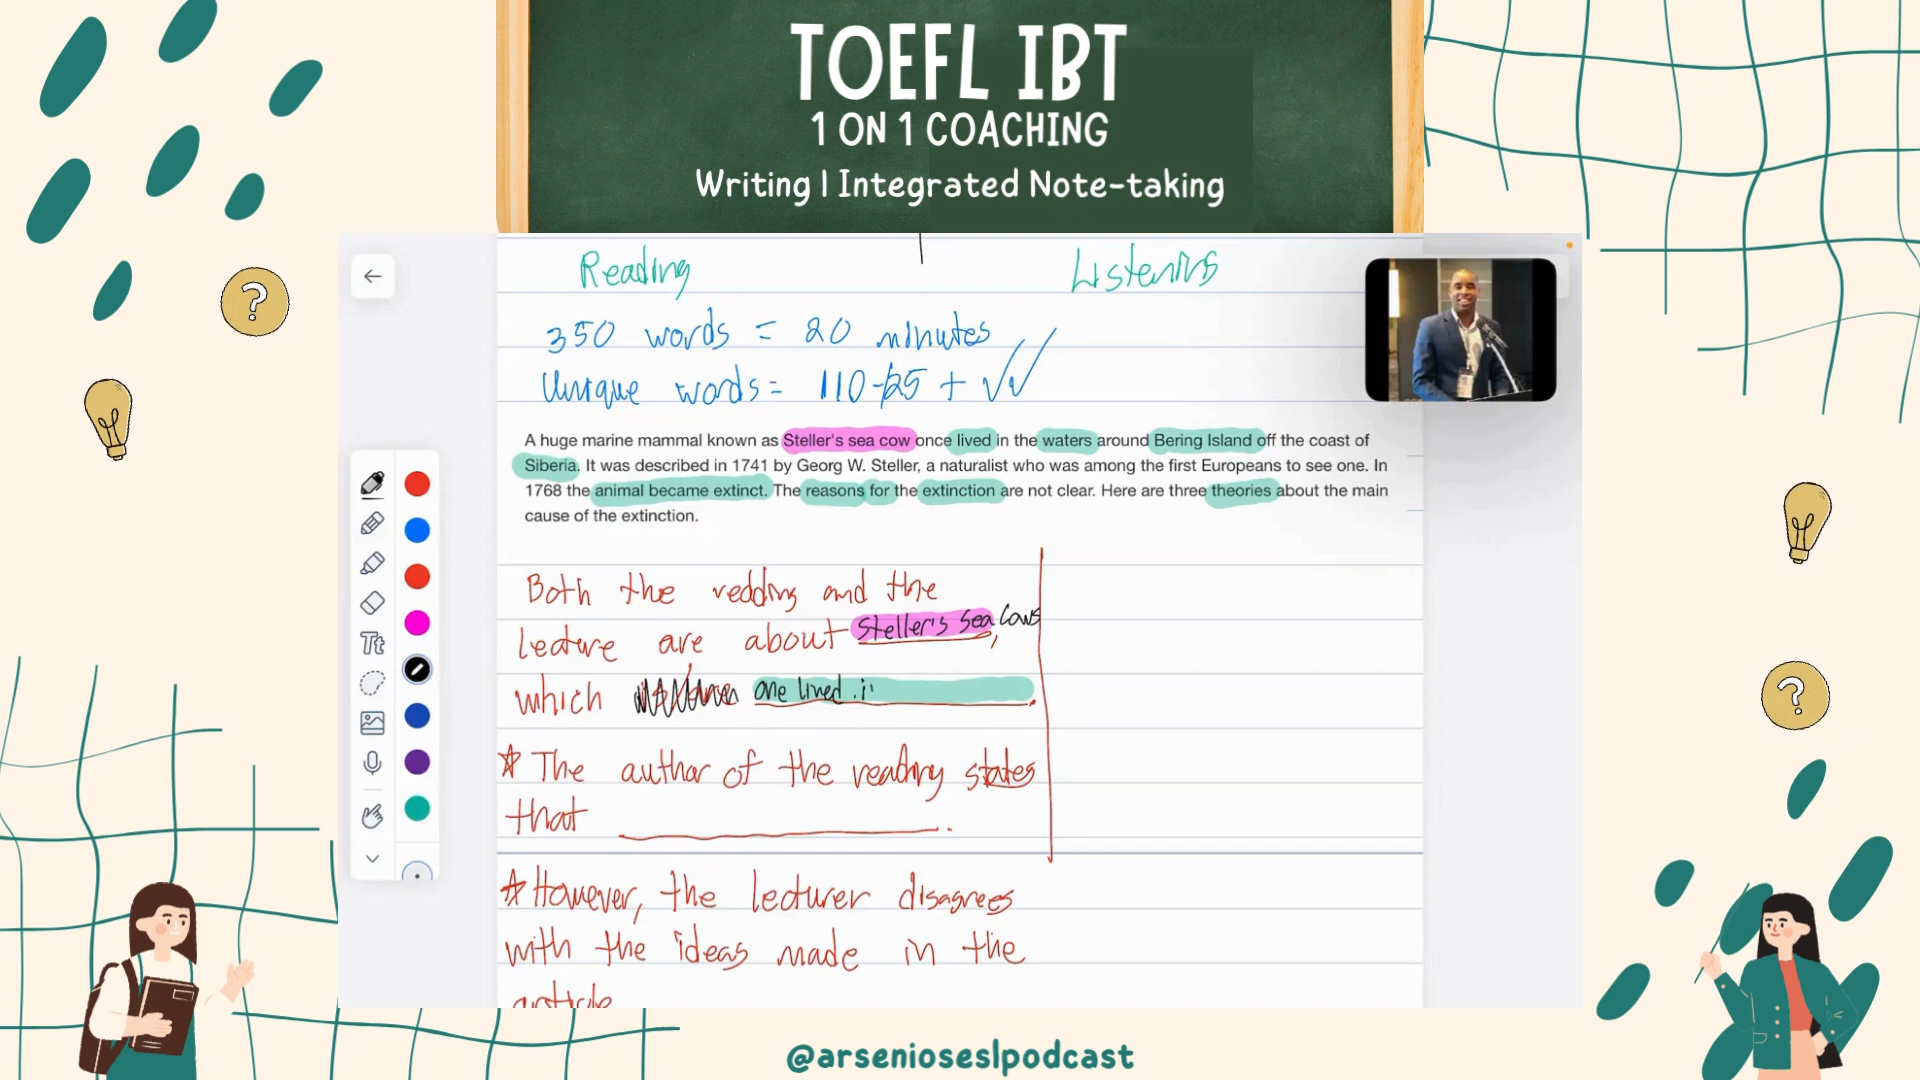 TOEFL IBT
1 ON 1 COACHING
Writing | Integrated Note-taking
Reading
Listening
350 words = 20 minutes
Unique words = 110-125 + ✓✓
A huge marine mammal known as Steller's sea cow once lived in the waters around Bering Island off the coast of
Siberia. It was described in 1741 by Georg W. Steller, a naturalist who was among the first Europeans to see one. In
1768 the animal became extinct. The reasons for the extinction are not clear. Here are three theories about the main
cause of the extinction.
Both the reading and the
lecture are about Steller's Sea Cows,
which one lived i
* The author of the reading states
that ____________.
* However, the lecturer disagrees
with the ideas made in the
article
Tt
@arsenioseslpodcast